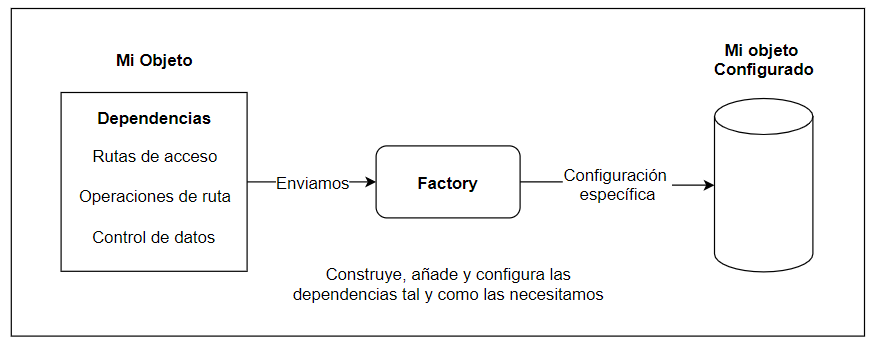 Mi Objeto
Dependencias
Rutas de acceso
Operaciones de ruta
Control de datos
Enviamos
Factory
Configuración
específica
Mi objeto
Configurado
Construye, añade y configura las
dependencias tal y como las necesitamos